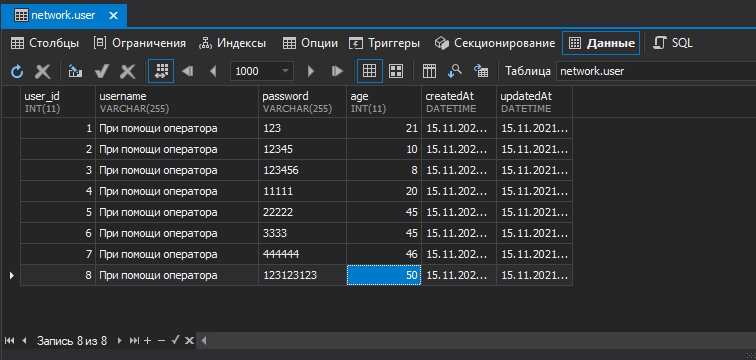 network.user
Столбцы Ограничения Индексы Опции Триггеры Секционирование Данные SQL
1000 Таблица network.user
user_id username password age createdAt updatedAt
INT(11) VARCHAR(255) VARCHAR(255) INT(11) DATETIME DATETIME
1 При помощи оператора 123 21 15.11.202... 15.11.2021...
2 При помощи оператора 12345 10 15.11.202... 15.11.2021...
3 При помощи оператора 123456 8 15.11.202... 15.11.2021...
4 При помощи оператора 11111 20 15.11.202... 15.11.2021...
5 При помощи оператора 22222 45 15.11.202... 15.11.2021...
6 При помощи оператора 3333 45 15.11.202... 15.11.2021...
7 При помощи оператора 444444 46 15.11.202... 15.11.2021...
8 При помощи оператора 123123123 50 15.11.202... 15.11.2021...
Запись 8 из 8